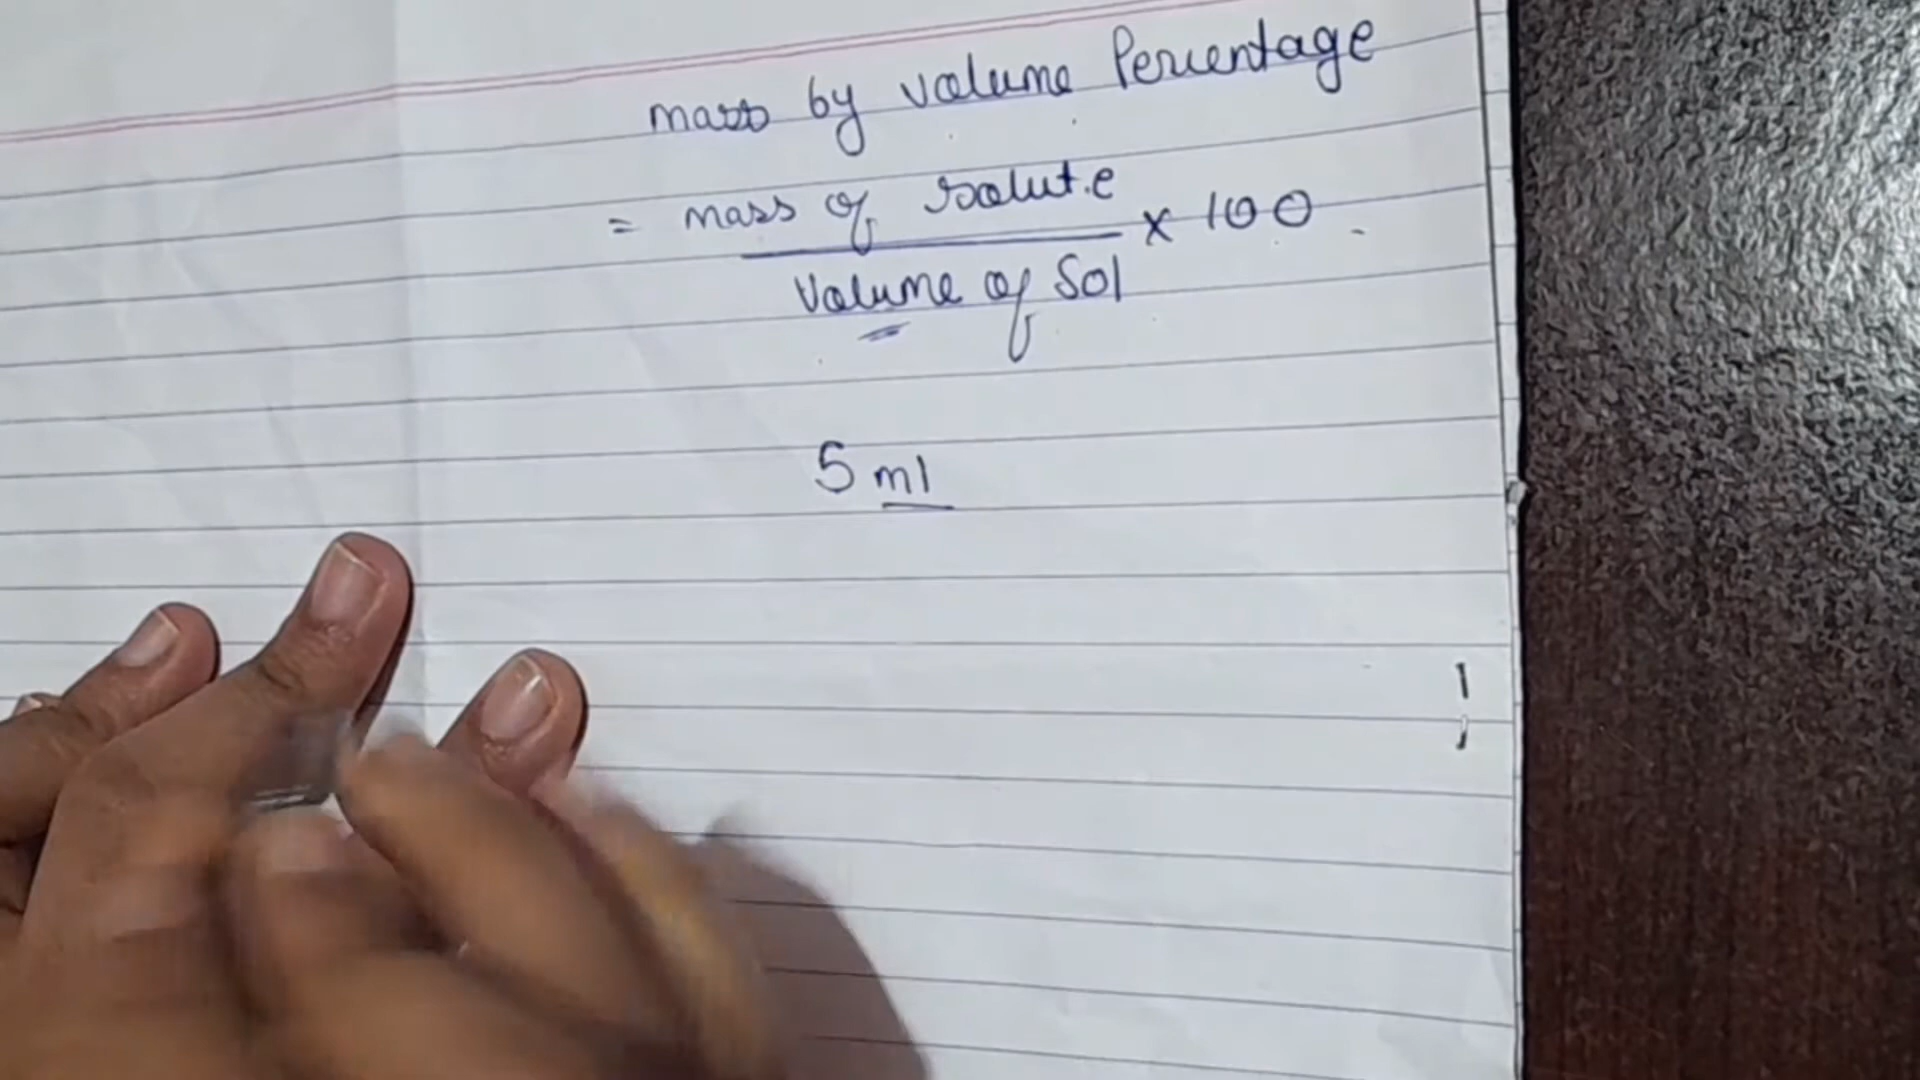 mass by volume Percentage
= mass of solute / Volume of Sol × 100
5 ml